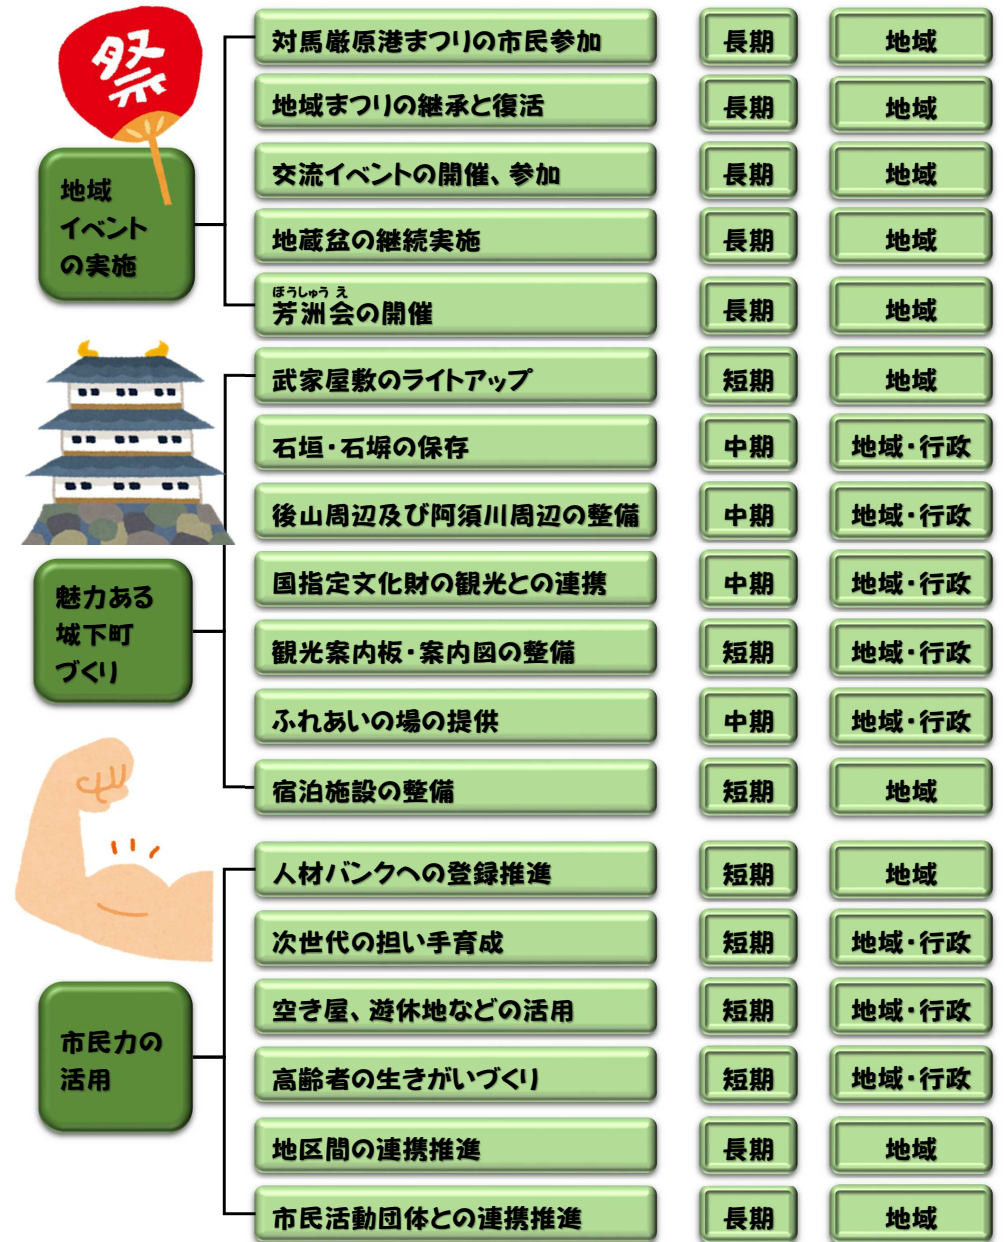 祭
地域
イベント
の実施
対馬厳原港まつりの市民参加 長期 地域
地域まつりの継承と復活 長期 地域
交流イベントの開催、参加 長期 地域
地蔵盆の継続実施 長期 地域
ほうしゅう え
芳洲会の開催 長期 地域
魅力ある
城下町
づくり
武家屋敷のライトアップ 短期 地域
石垣・石塀の保存 中期 地域・行政
後山周辺及び阿須川周辺の整備 中期 地域・行政
国指定文化財の観光との連携 中期 地域・行政
観光案内板・案内図の整備 短期 地域・行政
ふれあいの場の提供 中期 地域・行政
宿泊施設の整備 短期 地域
市民力の
活用
人材バンクへの登録推進 短期 地域
次世代の担い手育成 短期 地域・行政
空き屋、遊休地などの活用 短期 地域・行政
高齢者の生きがいづくり 短期 地域・行政
地区間の連携推進 長期 地域
市民活動団体との連携推進 長期 地域